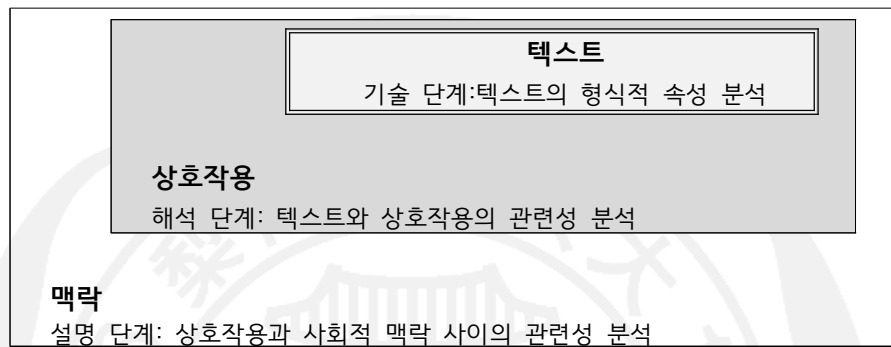 텍스트
기술 단계:텍스트의 형식적 속성 분석
상호작용
해석 단계: 텍스트와 상호작용의 관련성 분석
맥락
설명 단계: 상호작용과 사회적 맥락 사이의 관련성 분석